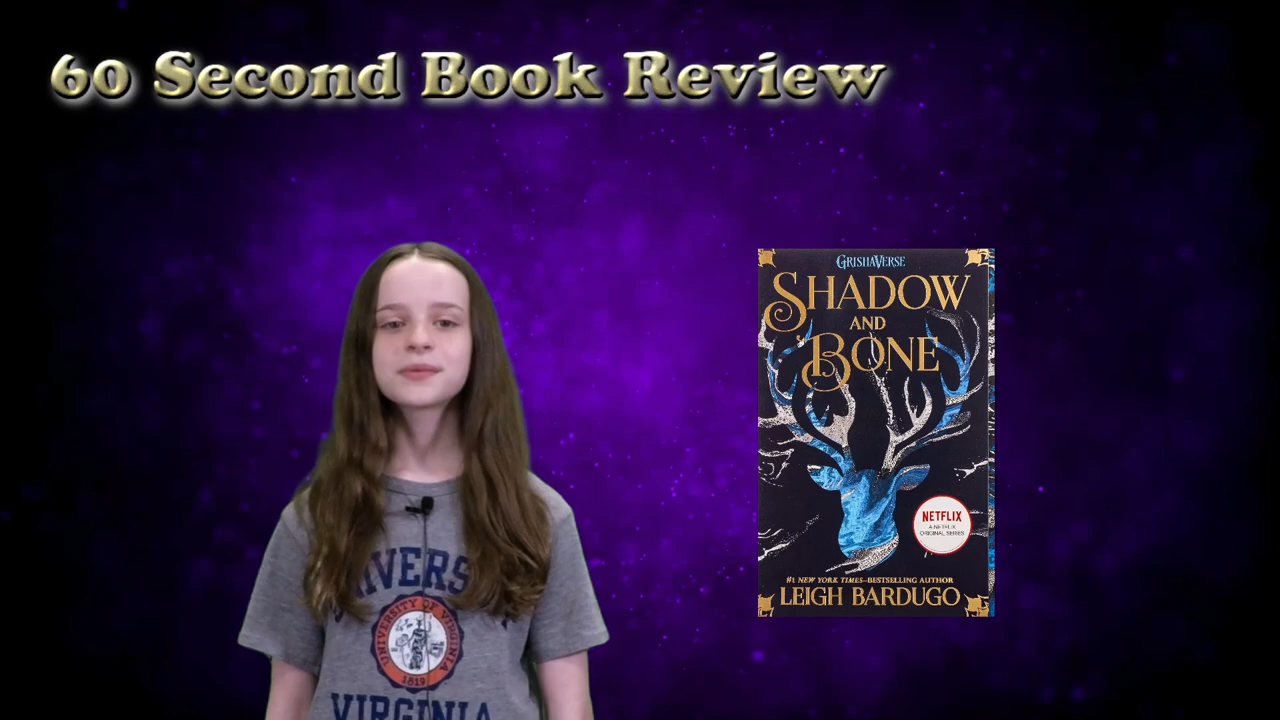 60 Second Book Review
GRISHAVERSE
SHADOW
AND
BONE
NETFLIX
A NETFLIX
ORIGINAL SERIES
#1 NEW YORK TIMES–BESTSELLING AUTHOR
LEIGH BARDUGO
UNIVERS
UNIVERSITY OF VIRGINIA
1819
VIRGINIA